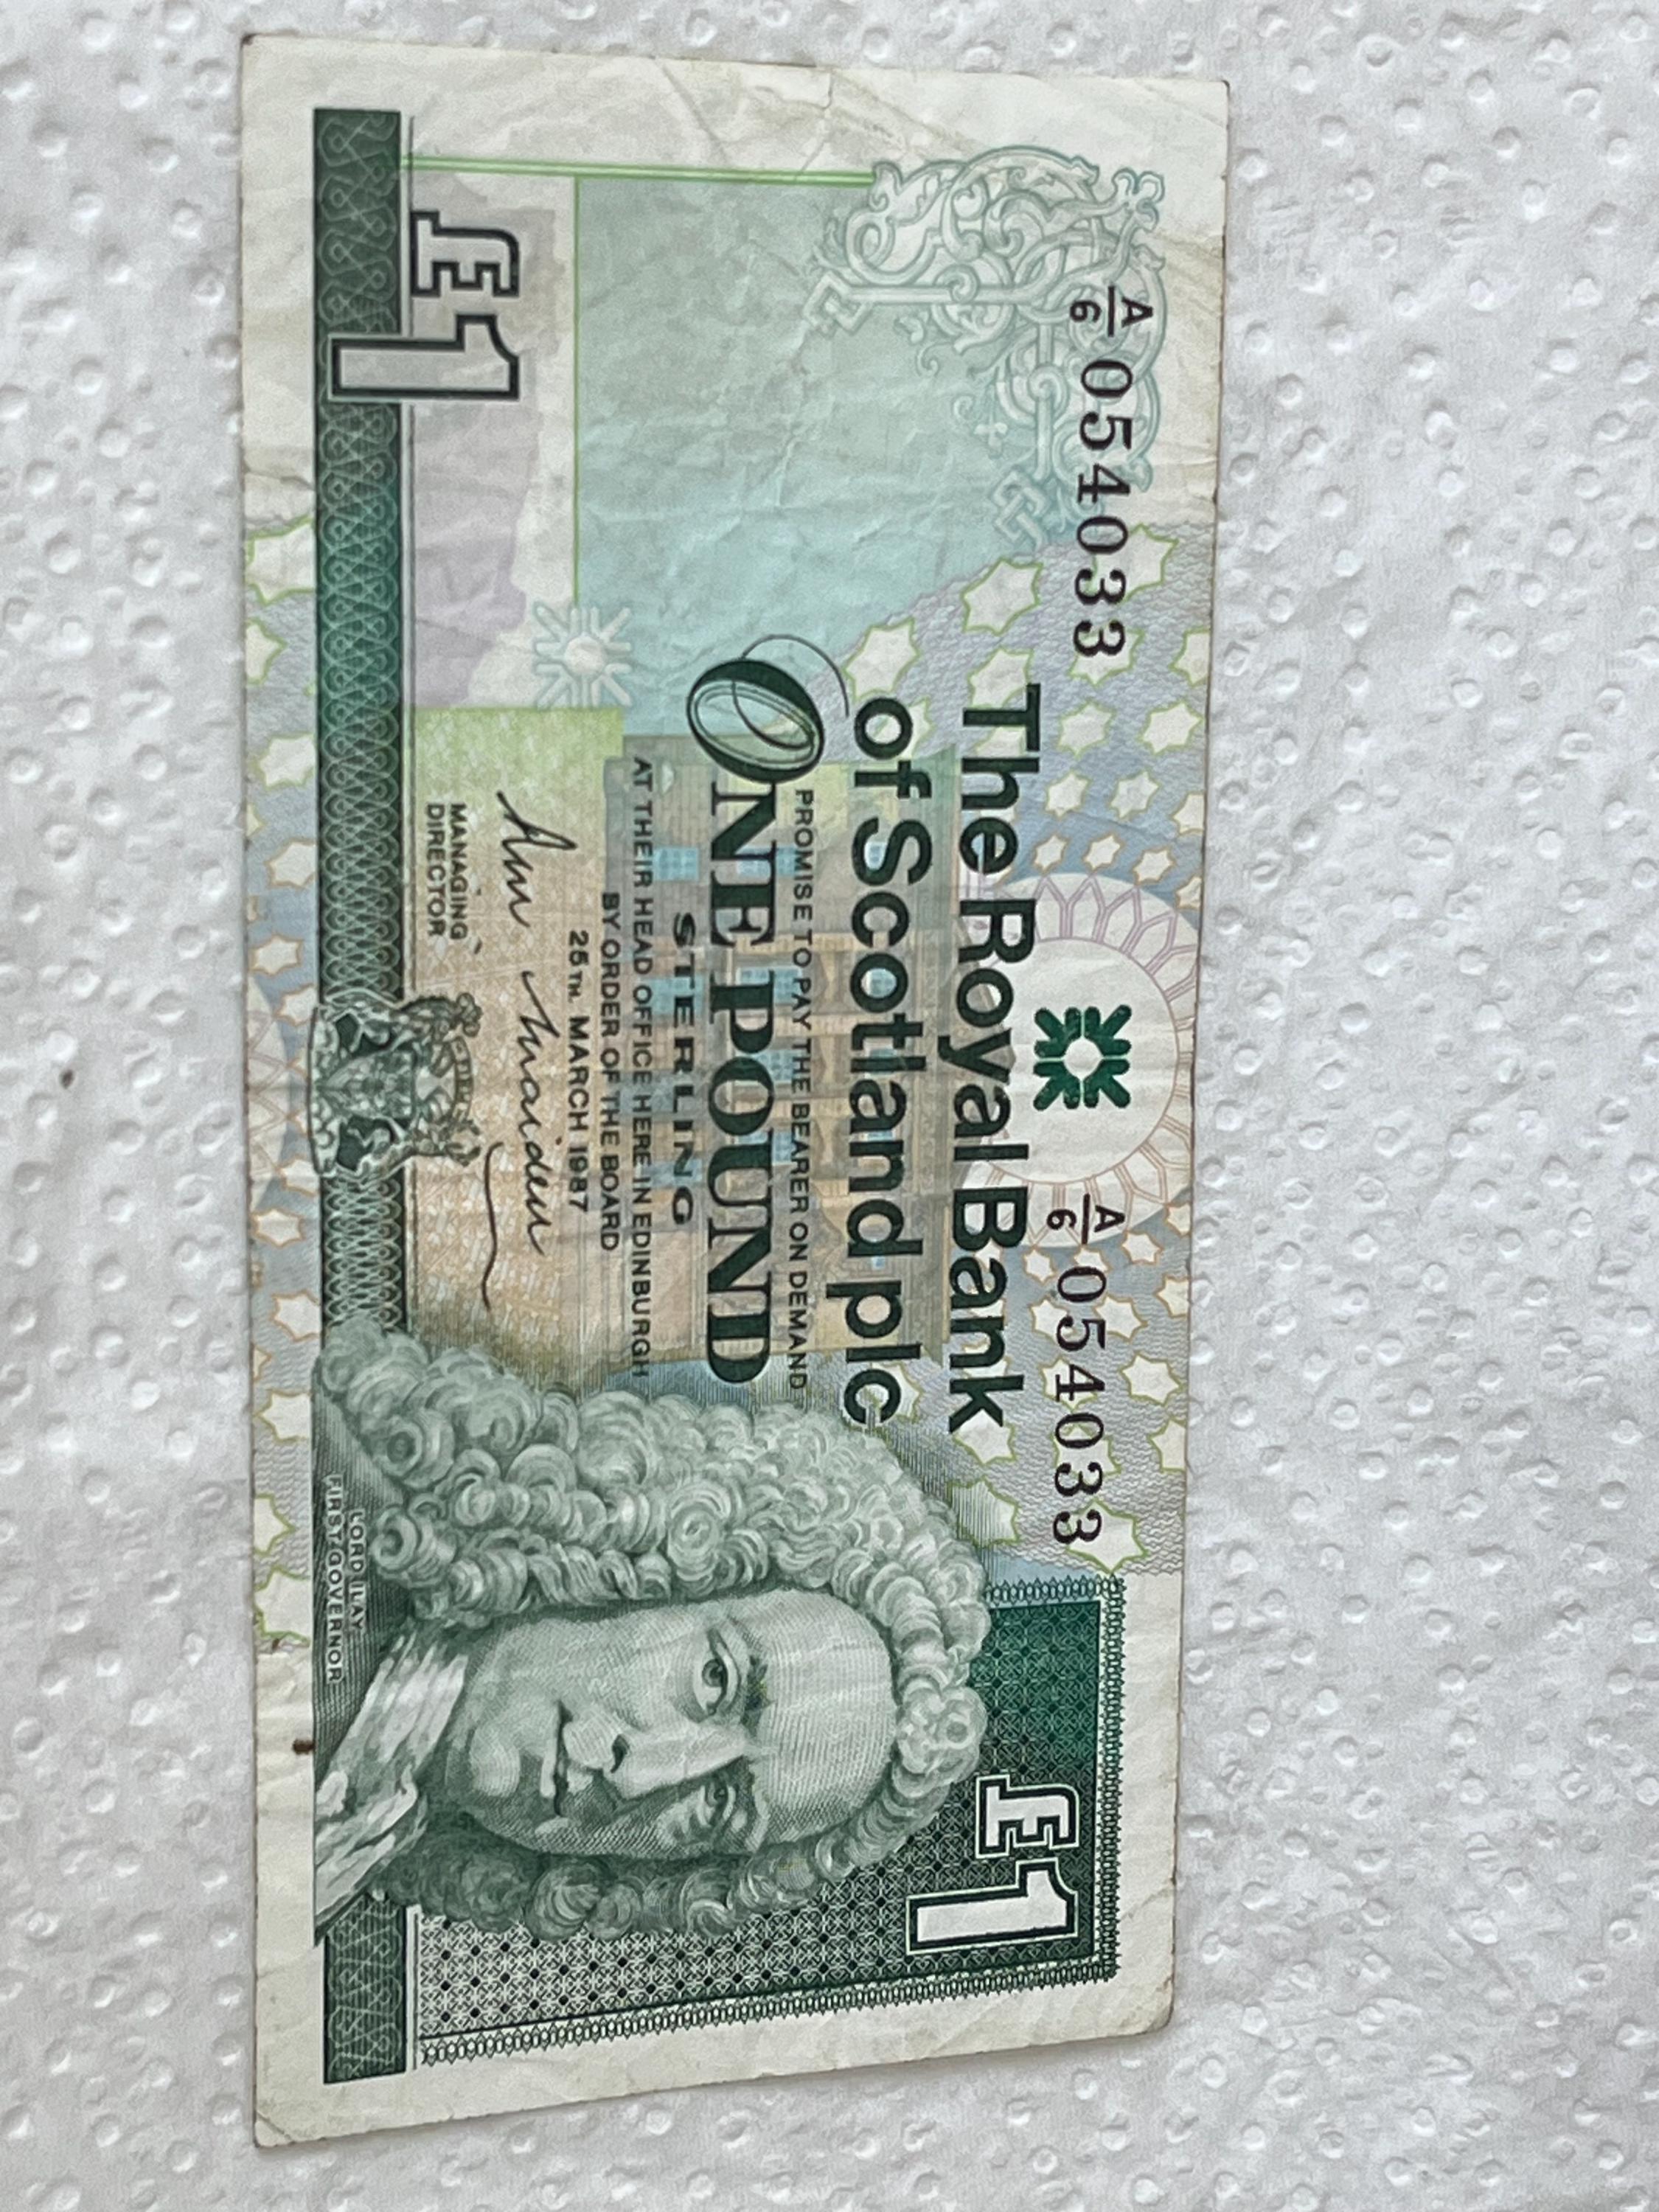 A/6 054033
A/6 054033
The Royal Bank
of Scotland plc
PROMISE TO PAY THE BEARER ON DEMAND
ONE POUND
STERLING
AT THEIR HEAD OFFICE HERE IN EDINBURGH
BY ORDER OF THE BOARD
25TH. MARCH 1987
MANAGING
DIRECTOR
£1
£1
LORD ILAY
FIRST GOVERNOR